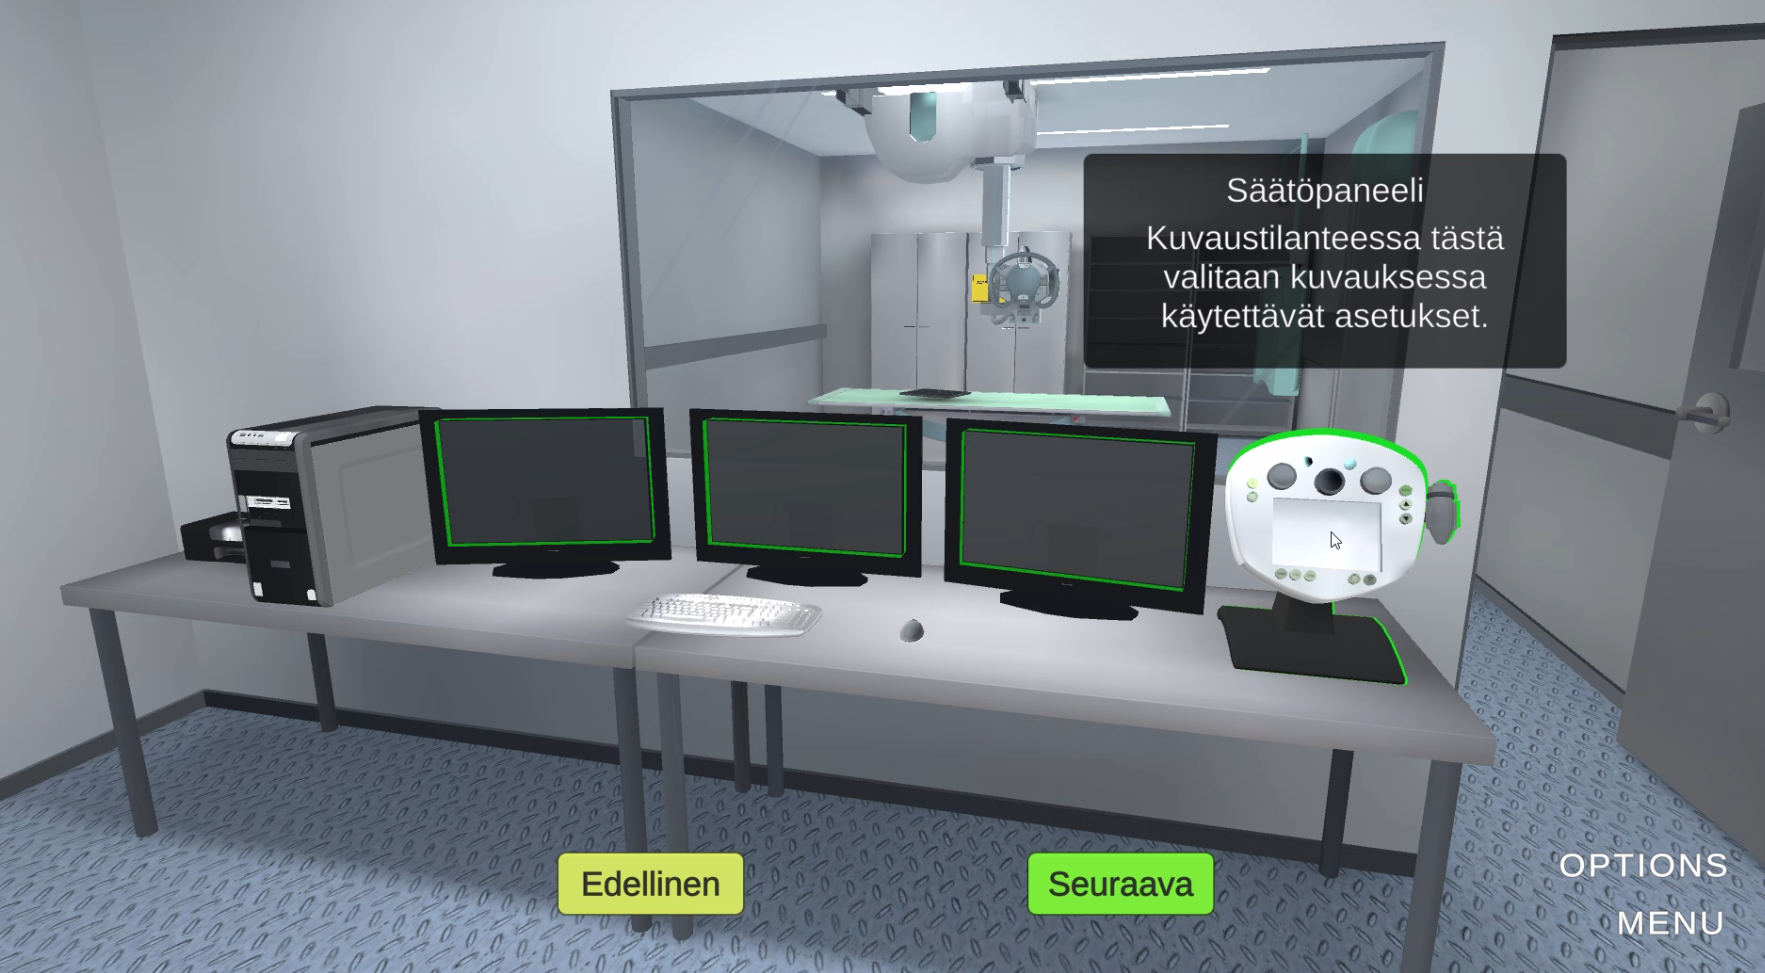 Säätöpaneeli
Kuvaustilanteessa tästä
valitaan kuvauksessa
käytettävät asetukset.
Edellinen
Seuraava
OPTIONS
MENU